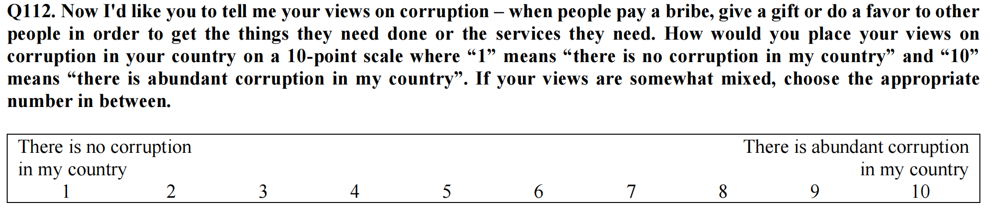 Q112. Now I'd like you to tell me your views on corruption – when people pay a bribe, give a gift or do a favor to other
people in order to get the things they need done or the services they need. How would you place your views on
corruption in your country on a 10-point scale where “1” means “there is no corruption in my country” and “10”
means “there is abundant corruption in my country”. If your views are somewhat mixed, choose the appropriate
number in between.
There is no corruption There is abundant corruption
in my country in my country
1 2 3 4 5 6 7 8 9 10